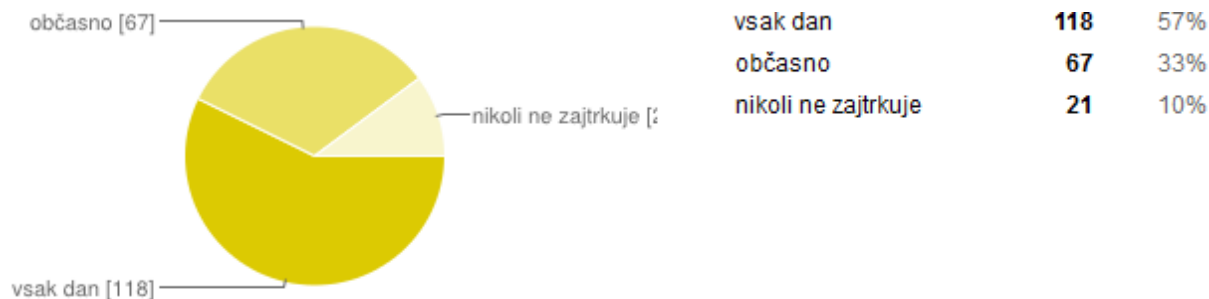 občasno [67]
nikoli ne zajtrkuje [
vsak dan [118]
vsak dan 118 57%
občasno 67 33%
nikoli ne zajtrkuje 21 10%